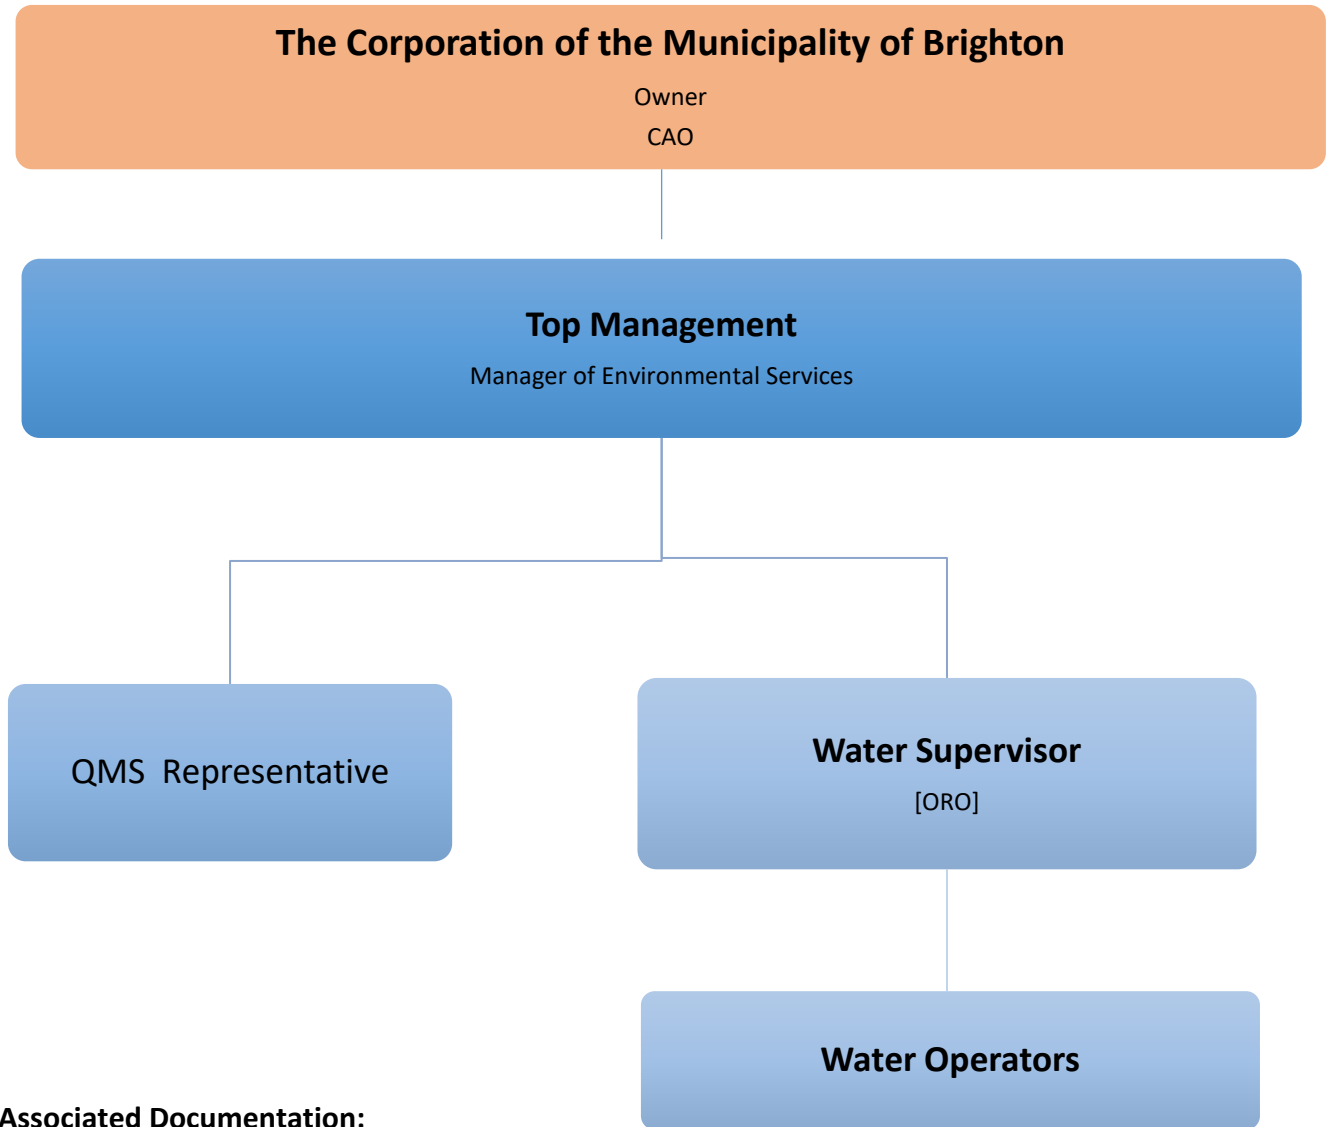 The Corporation of the Municipality of Brighton
Owner
CAO
Top Management
Manager of Environmental Services
QMS  Representative
Water Supervisor
[ORO]
Water Operators
Associated Documentation: